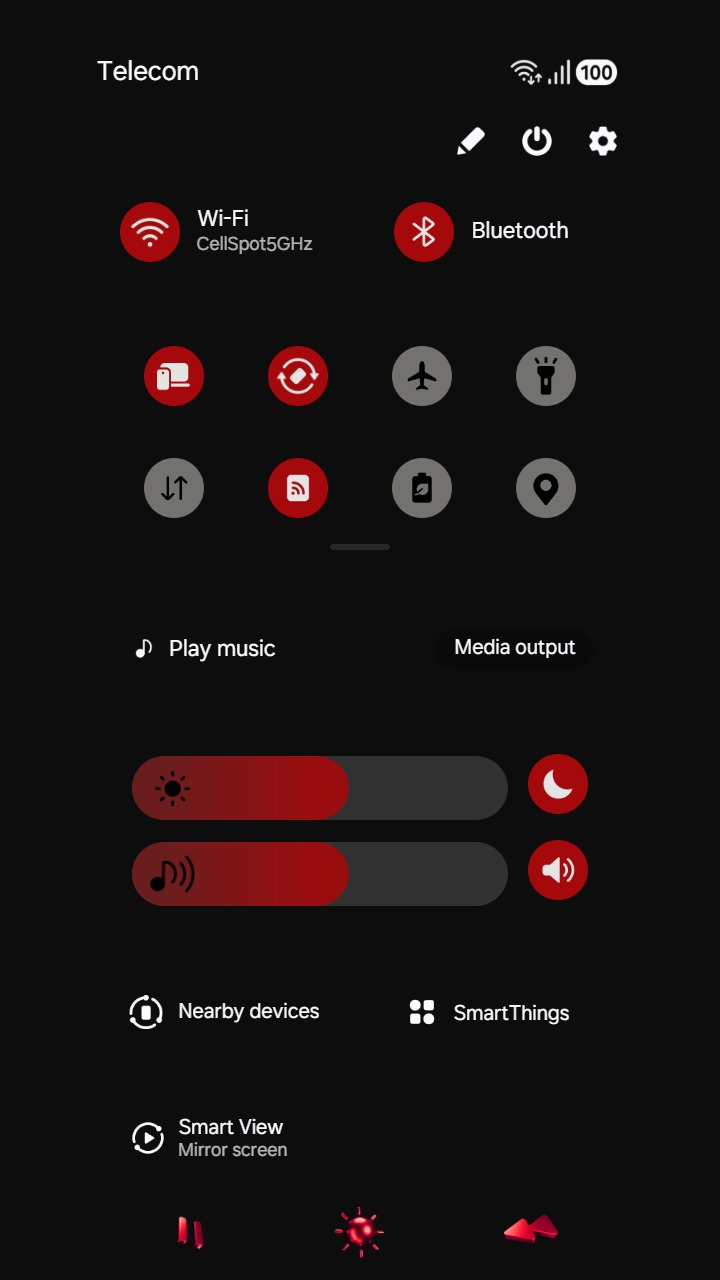 Telecom
100
Wi-Fi
CellSpot5GHz
Bluetooth
Play music
Media output
Nearby devices
SmartThings
Smart View
Mirror screen